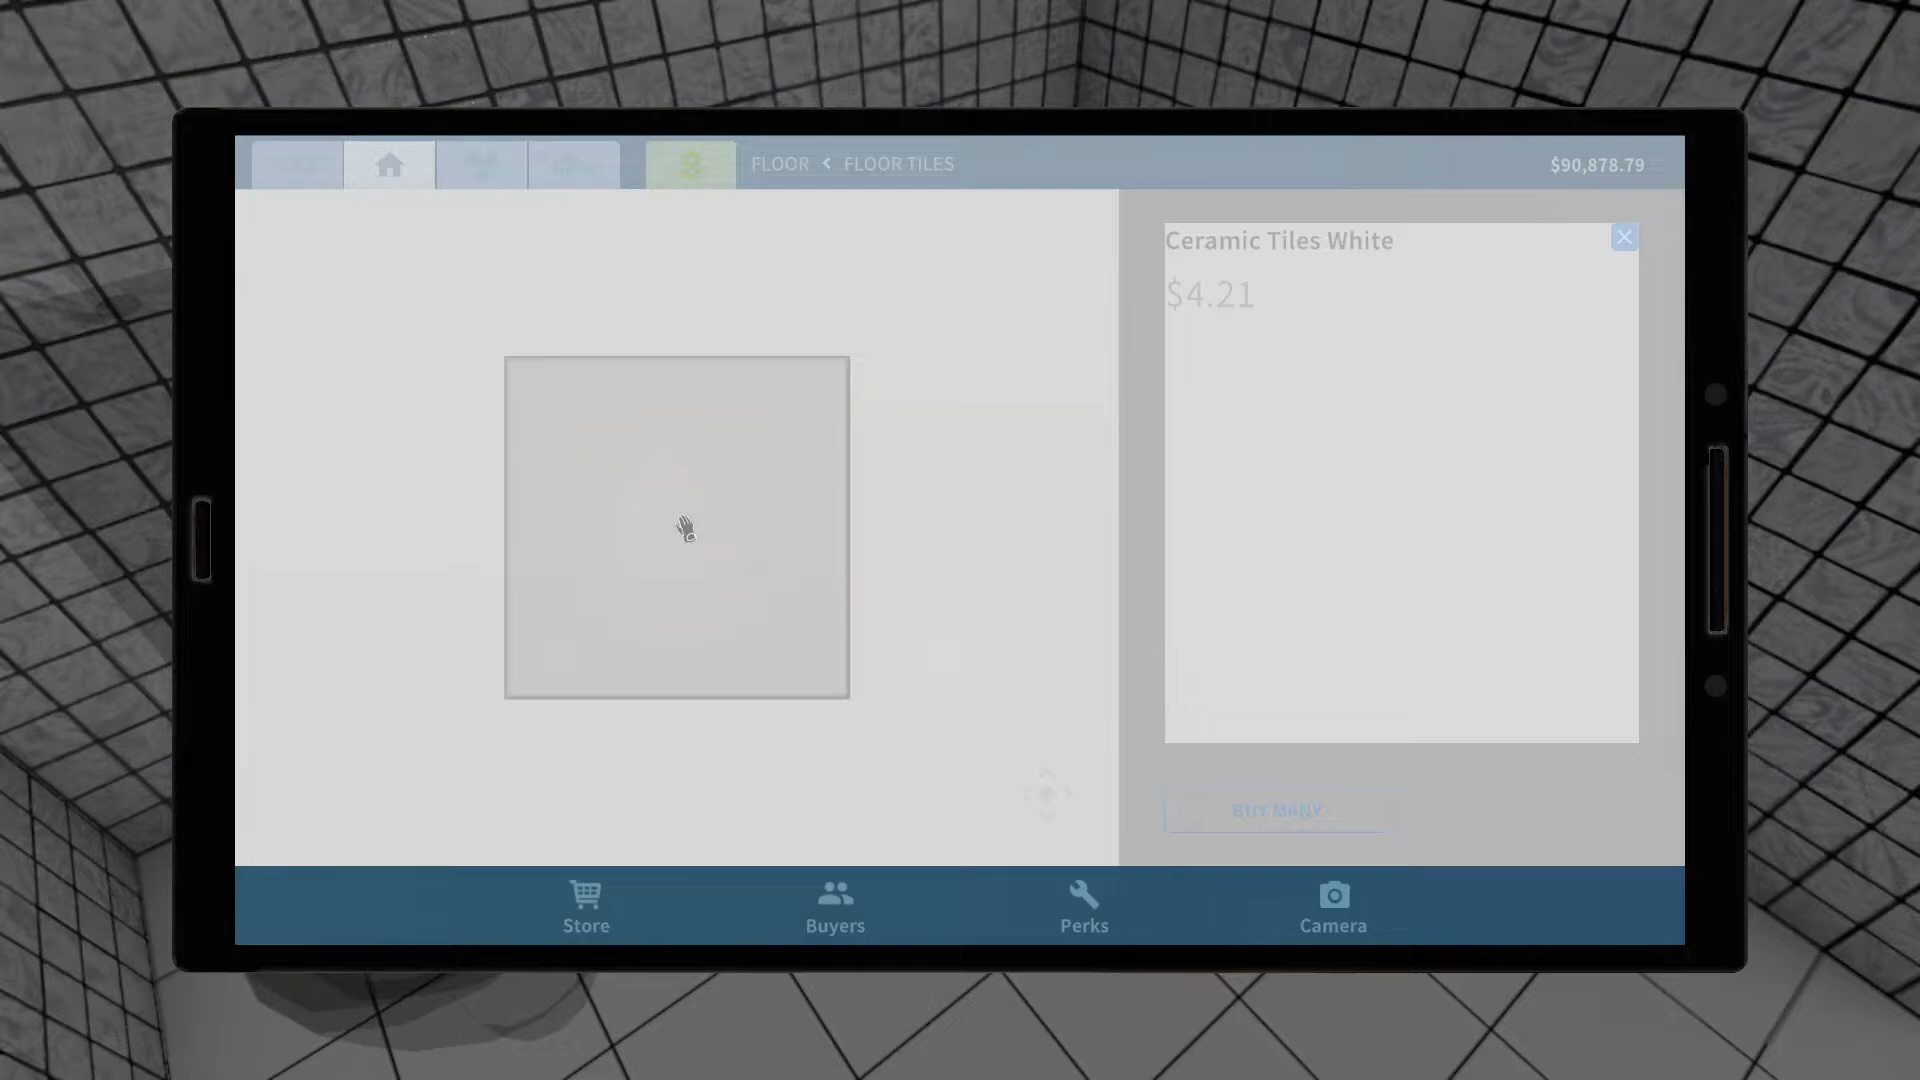 FLOOR < FLOOR TILES
$90,878.79
Ceramic Tiles White
$4.21
BUY MANY
Store
Buyers
Perks
Camera